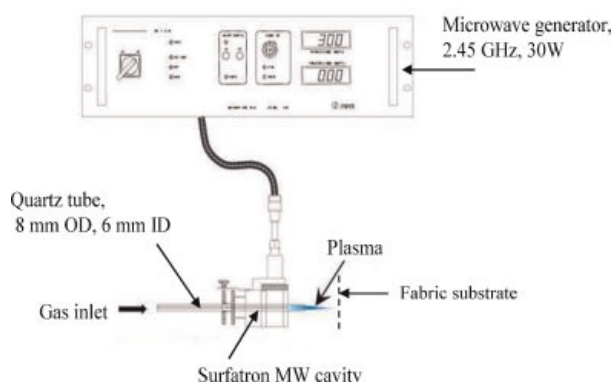 Microwave generator,
2.45 GHz, 30W
300
000
Quartz tube,
8 mm OD, 6 mm ID
Plasma
Fabric substrate
Gas inlet
Surfatron MW cavity